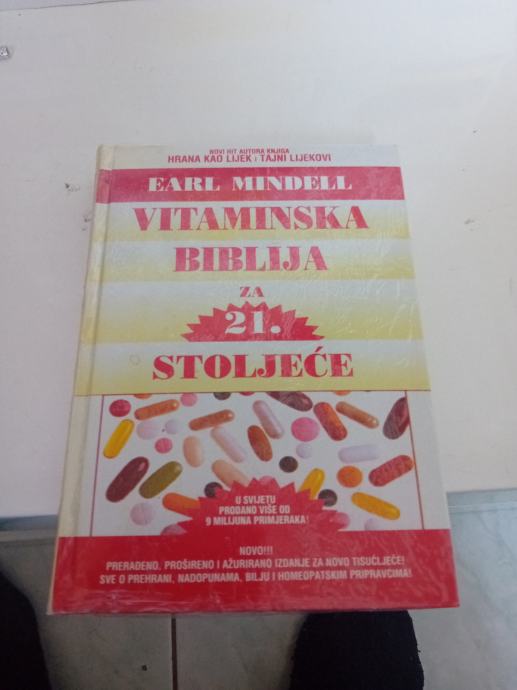 NOVI HIT AUTORA KNJIGA
HRANA KAO LIJEK I TAJNI LIJEKOVI
EARL MINDELL
VITAMINSKA
BIBLIJA
ZA
21.
STOLJEĆE
U SVIJETU
PRODANO VIŠE OD
9 MILIJUNA PRIMJERAKA!
NOVO!!!
PRERAĐENO, PROŠIRENO I AŽURIRANO IZDANJE ZA NOVO TISUĆLJEĆE!
SVE O PREHRANI, NADOPUNAMA, BILJU I HOMEOPATSKIM PRIPRAVCIMA!